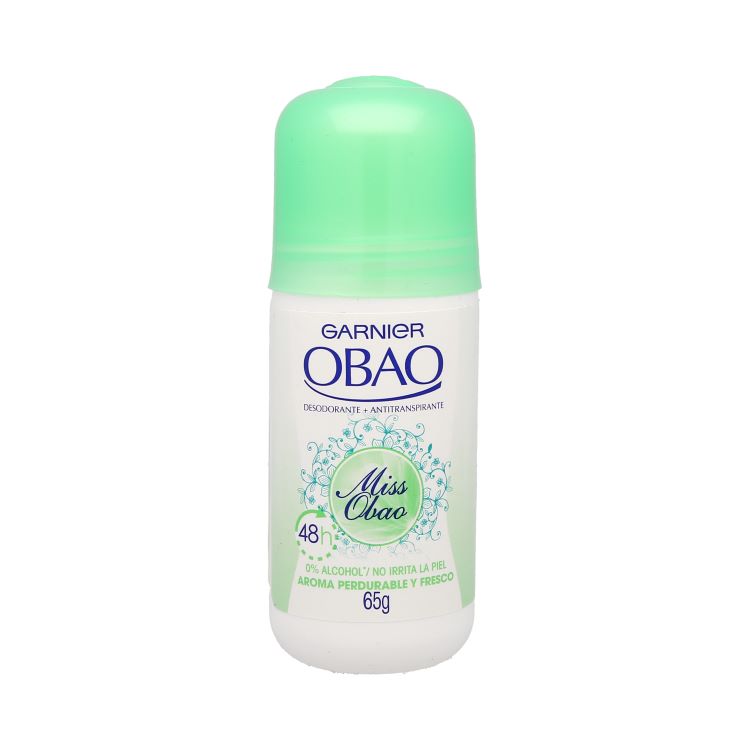 GARNIER
OBAO
DESODORANTE + ANTITRANSPIRANTE
Miss
Obao
48h
0% ALCOHOL*/ NO IRRITA LA PIEL
AROMA PERDURABLE Y FRESCO
65g